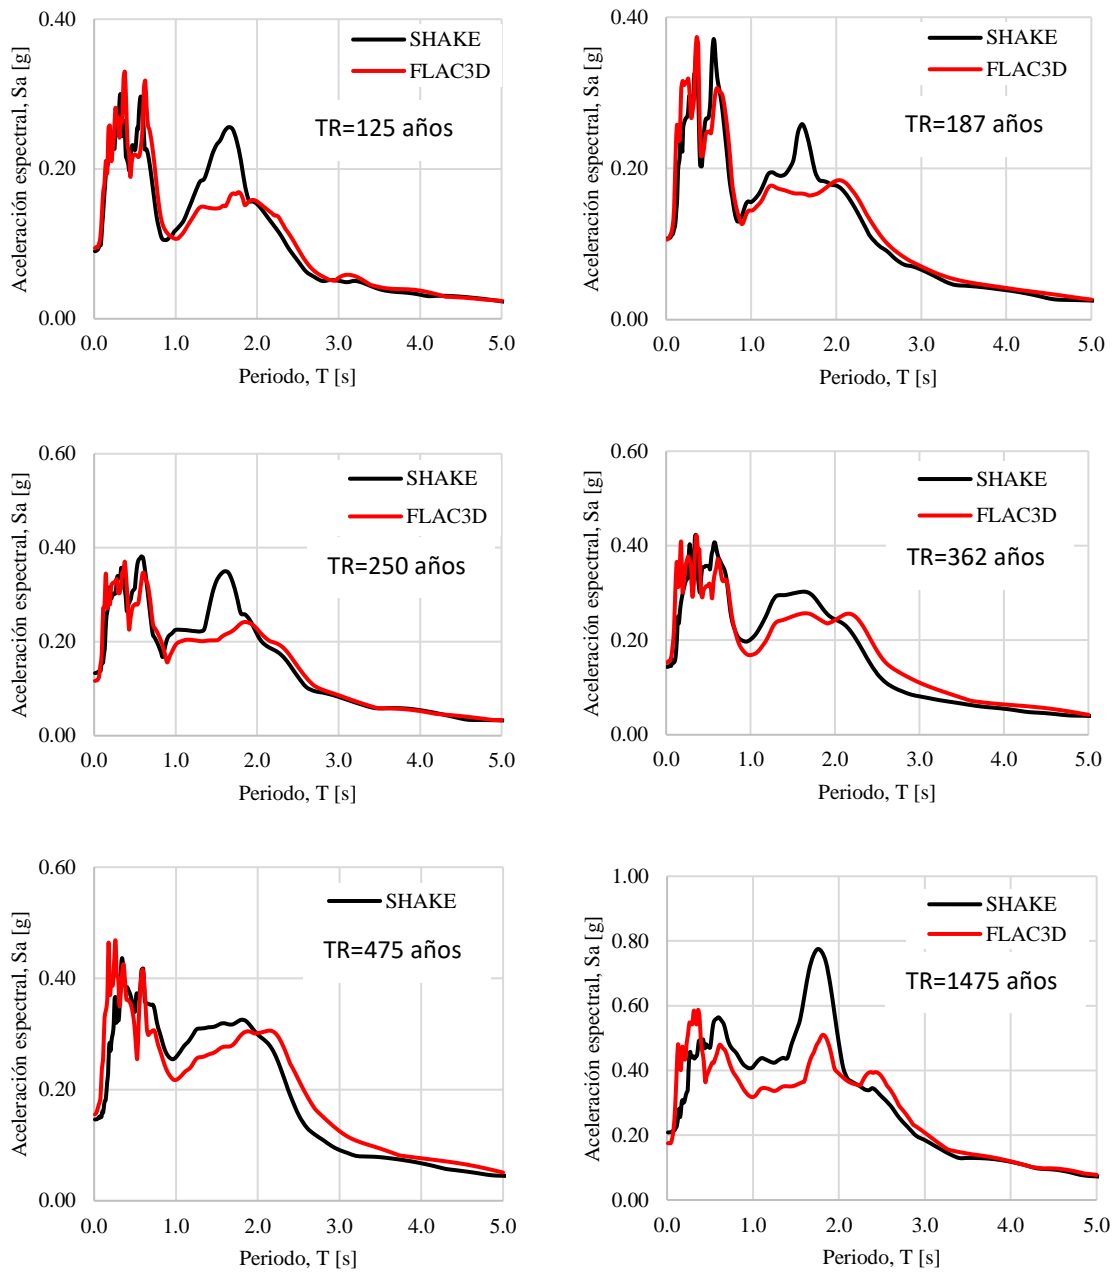 0.40
0.20
0.00
Aceleración espectral, Sa [g]
SHAKE
FLAC3D
TR=125 años
0.0 1.0 2.0 3.0 4.0 5.0
Periodo, T [s]
0.40
0.20
0.00
Aceleración espectral, Sa [g]
SHAKE
FLAC3D
TR=187 años
0.0 1.0 2.0 3.0 4.0 5.0
Periodo, T [s]
0.60
0.40
0.20
0.00
Aceleración espectral, Sa [g]
SHAKE
FLAC3D
TR=250 años
0.0 1.0 2.0 3.0 4.0 5.0
Periodo, T [s]
0.60
0.40
0.20
0.00
Aceleración espectral, Sa [g]
SHAKE
FLAC3D
TR=362 años
0.0 1.0 2.0 3.0 4.0 5.0
Periodo, T [s]
0.60
0.40
0.20
0.00
Aceleración espectral, Sa [g]
SHAKE
TR=475 años
0.0 1.0 2.0 3.0 4.0 5.0
Periodo, T [s]
1.00
0.80
0.60
0.40
0.20
0.00
Aceleración espectral, Sa [g]
SHAKE
FLAC3D
TR=1475 años
0.0 1.0 2.0 3.0 4.0 5.0
Periodo, T [s]